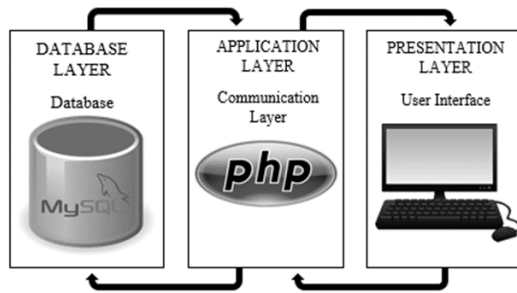 DATABASE
LAYER
Database
MySQL
APPLICATION
LAYER
Communication
Layer
php
PRESENTATION
LAYER
User Interface